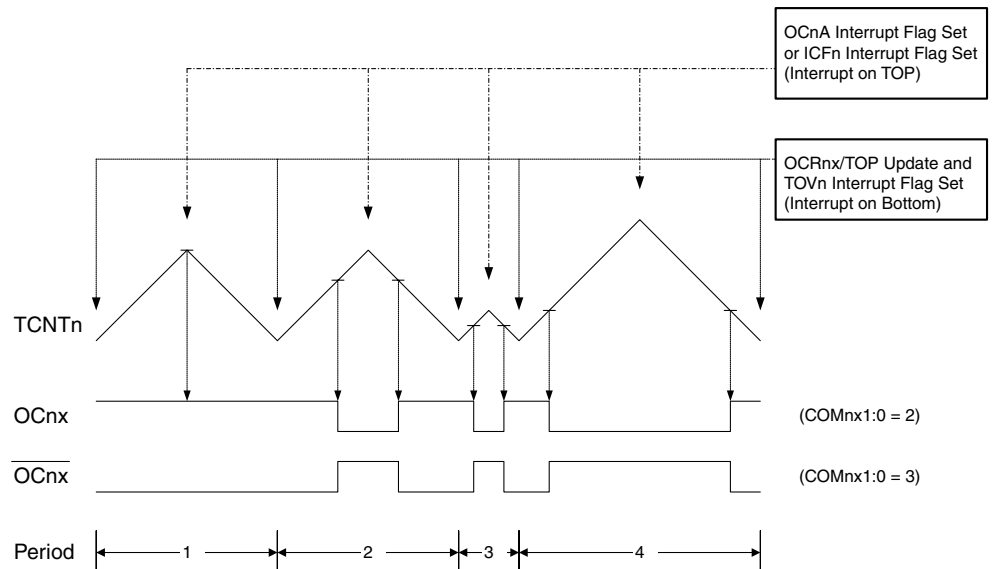 OCnA Interrupt Flag Set
or ICFn Interrupt Flag Set
(Interrupt on TOP)
OCRnx/TOP Update and
TOVn Interrupt Flag Set
(Interrupt on Bottom)
TCNTn
OCnx
(COMnx1:0 = 2)
OCnx
(COMnx1:0 = 3)
Period
1
2
3
4